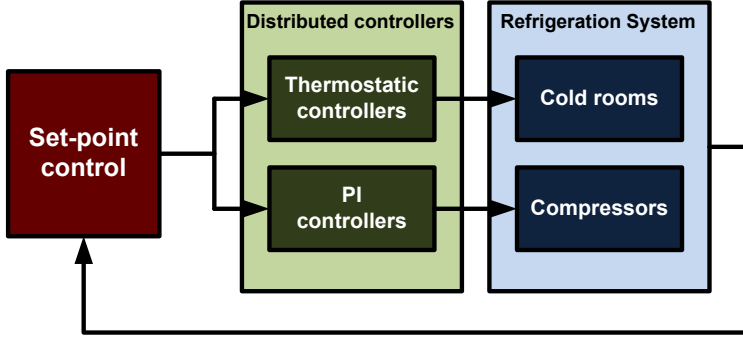 Distributed controllers
Refrigeration System
Set-point
control
Thermostatic
controllers
Cold rooms
PI
controllers
Compressors